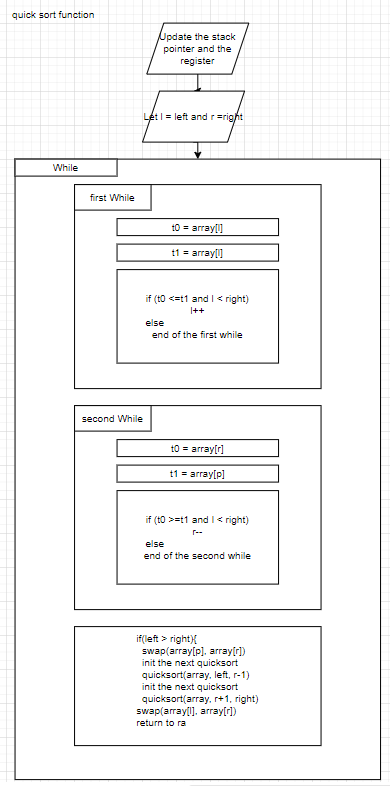 quick sort function
Update the stack
pointer and the
register
Let l = left and r =right
While
first While
t0 = array[l]
t1 = array[l]
if (t0 <=t1 and l < right)
l++
else
end of the first while
second While
t0 = array[r]
t1 = array[p]
if (t0 >=t1 and l < right)
r--
else
end of the second while
if(left > right){
swap(array[p], array[r])
init the next quicksort
quicksort(array, left, r-1)
init the next quicksort
quicksort(array, r+1, right)
swap(array[l], array[r])
return to ra